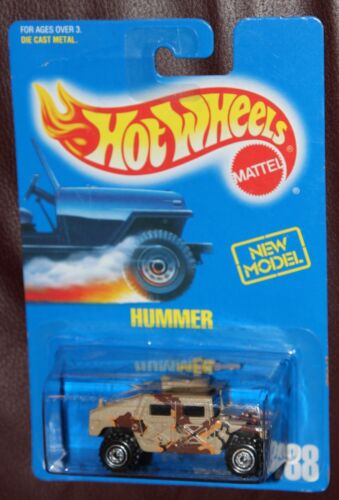 FOR AGES OVER 3.
DIE CAST METAL.
HOT WHEELS
®
MATTEL
NEW
MODEL
HUMMER
88